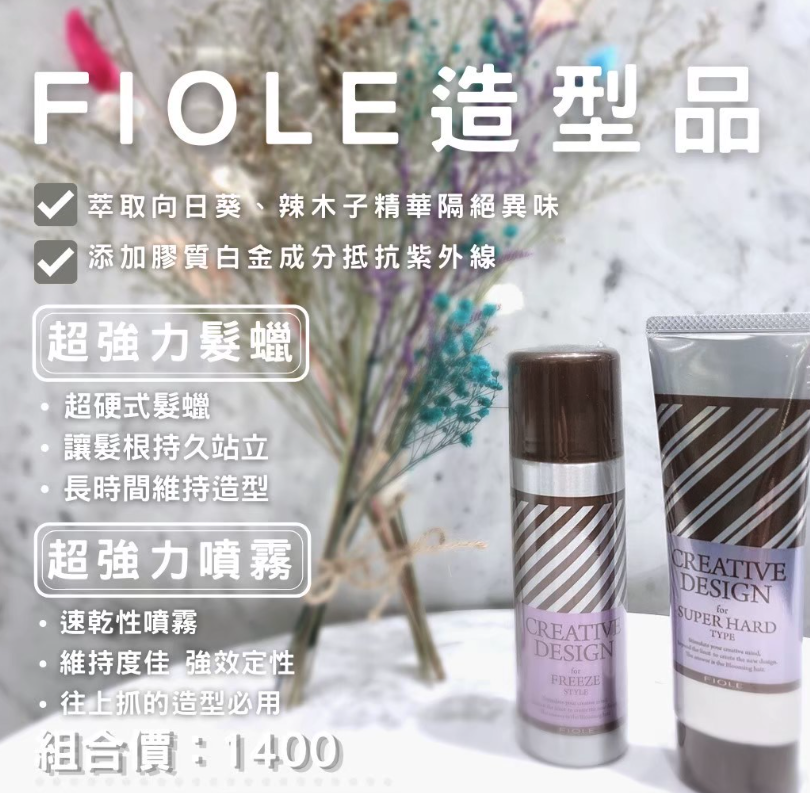 FIOLE造型品
萃取向日葵、辣木子精華隔絕異味
添加膠質白金成分抵抗紫外線
超強力髮蠟
• 超硬式髮蠟
• 讓髮根持久站立
• 長時間維持造型
超強力噴霧
• 速乾性噴霧
• 維持度佳 強效定性
• 往上抓的造型必用
組合價：1400
CREATIVE
DESIGN
for
FREEZE
STYLE
FIOLE
CREATIVE
DESIGN
for
SUPER HARD
TYPE
FIOLE